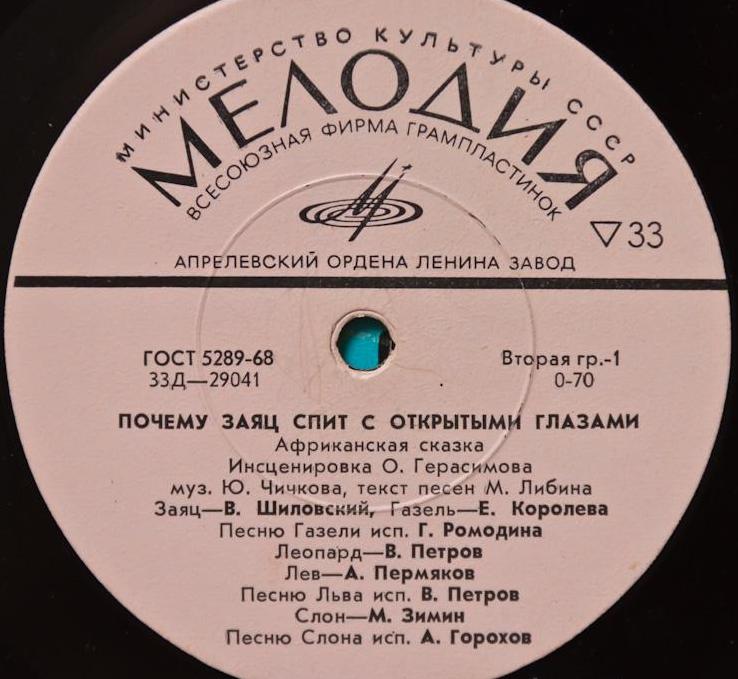 МИНИСТЕРСТВО КУЛЬТУРЫ СССР
МЕЛОДИЯ
ВСЕСОЮЗНАЯ ФИРМА ГРАМПЛАСТИНОК
▽33
АПРЕЛЕВСКИЙ ОРДЕНА ЛЕНИНА ЗАВОД
ГОСТ 5289-68
Вторая гр.-1
33Д—29041
0-70
ПОЧЕМУ ЗАЯЦ СПИТ С ОТКРЫТЫМИ ГЛАЗАМИ
Африканская сказка
Инсценировка О. Герасимова
муз. Ю. Чичкова, текст песен М. Либина
Заяц—В. Шиловский, Газель—Е. Королева
Песню Газели исп. Г. Ромодина
Леопард—В. Петров
Лев—А. Пермяков
Песню Льва исп. В. Петров
Слон—М. Зимин
Песню Слона исп. А. Горохов